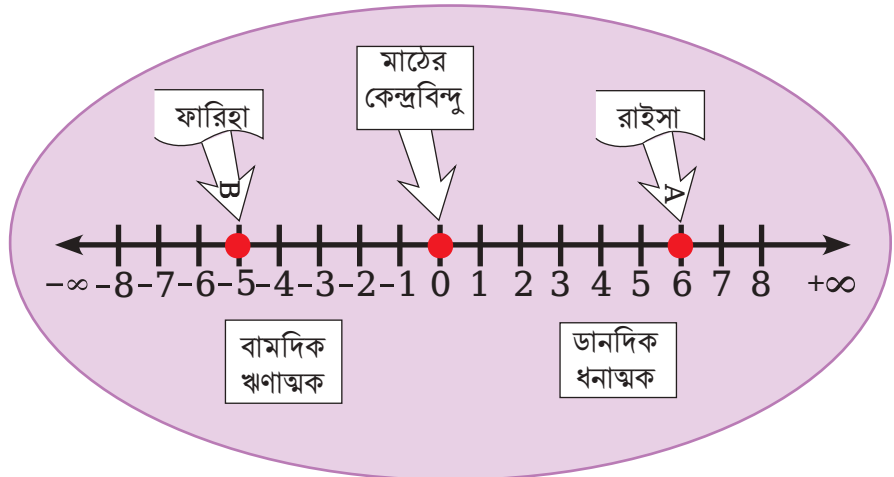 মাঠের
কেন্দ্রবিন্দু
ফারিহা
রাইসা
B
A
−∞ −8 −7 −6 −5 −4 −3 −2 −1 0 1 2 3 4 5 6 7 8 +∞
বামদিক
ঋণাত্মক
ডানদিক
ধনাত্মক